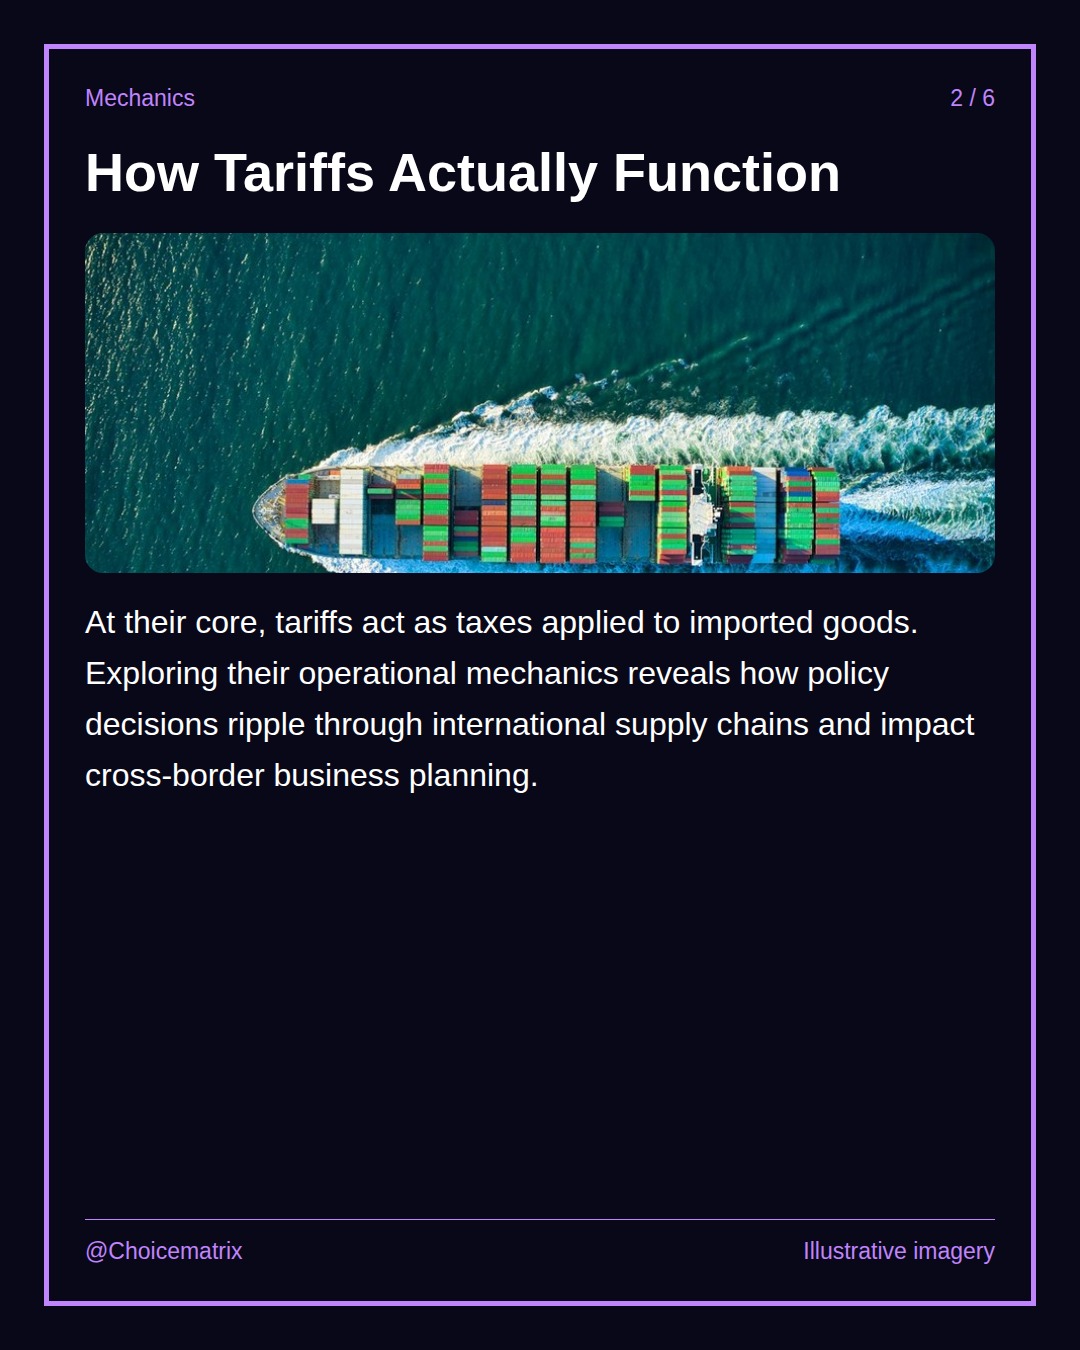 Mechanics
2 / 6
How Tariffs Actually Function
At their core, tariffs act as taxes applied to imported goods.
Exploring their operational mechanics reveals how policy
decisions ripple through international supply chains and impact
cross-border business planning.
@Choicematrix
Illustrative imagery